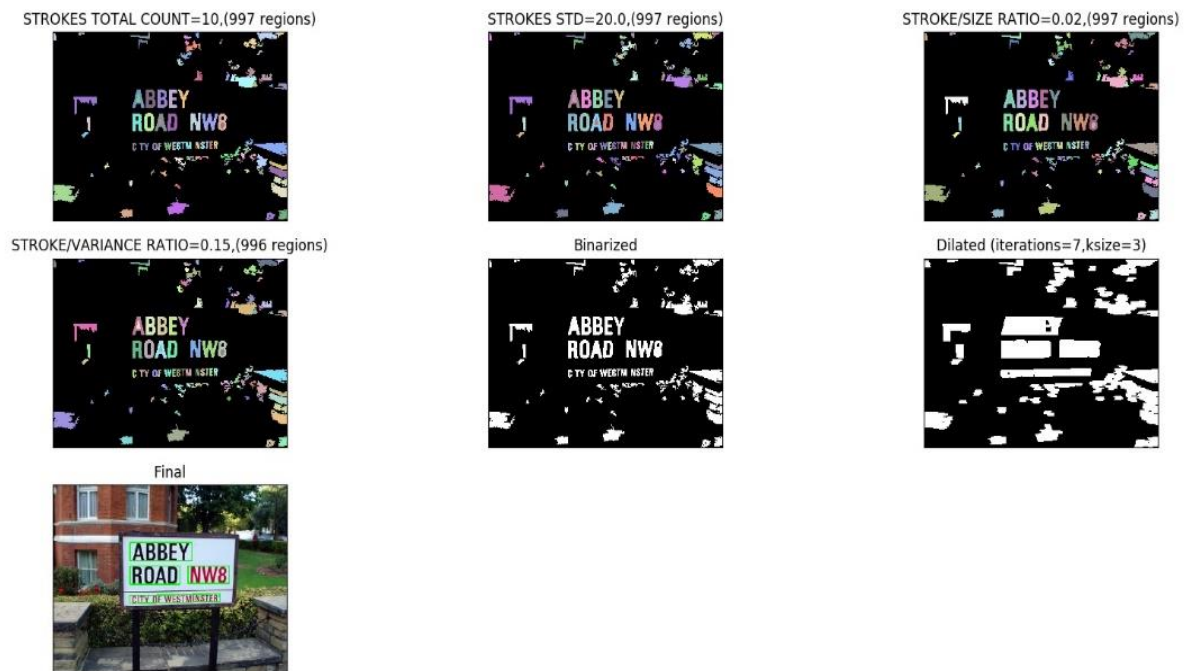 STROKES TOTAL COUNT=10,(997 regions)
STROKES STD=20.0,(997 regions)
STROKE/SIZE RATIO=0.02,(997 regions)
ABBEY
ROAD NW8
C TY OF WESTM NSTER
ABBEY
ROAD NW8
C TY OF WESTM NSTER
ABBEY
ROAD NW8
C TY OF WESTM NSTER
STROKE/VARIANCE RATIO=0.15,(996 regions)
Binarized
Dilated (iterations=7,ksize=3)
ABBEY
ROAD NW8
C TY OF WESTM NSTER
ABBEY
ROAD NW8
C TY OF WESTM NSTER
Final
ABBEY
ROAD NW8
CITY OF WESTMINSTER